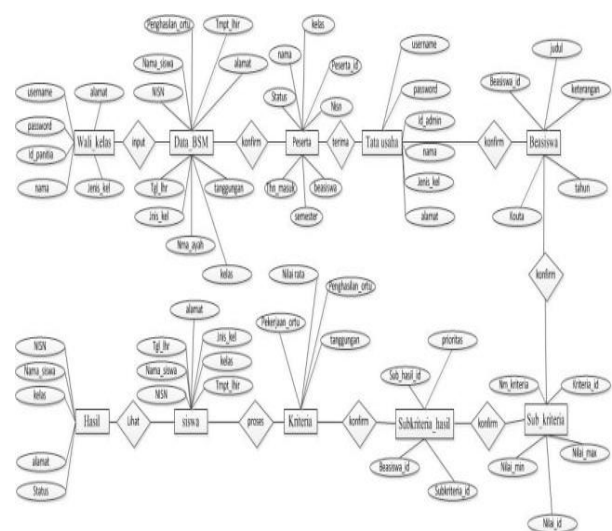 Penghasilan_ortu
Tmpt_lhir
kelas
username
judul
Nama_siswa
nama
Peserta_id
Beasiswa_id
username
alamat
alamat
password
keterangan
NISN
Status
Nisn
password
id_admin
Wali_kelas
input
Data_BSM
konfirm
Peserta
terima
Tata usaha
konfirm
Beasiswa
id_panitia
nama
nama
Jenis_kel
Tgl_lhr
tanggungan
Thn_masuk
beasiswa
Jenis_kel
tahun
Jnis_kel
semester
alamat
Kouta
Nma_ayah
kelas
konfirm
Nilai rata
Penghasilan_ortu
alamat
Pekerjaan_ortu
NISN
Tgl_lhr
Jnis_kel
tanggungan
prioritas
Nama_siswa
Nama_siswa
kelas
Sub_hasil_id
kelas
NISN
Tmpt_lhir
Nm_kriteria
Kriteria_id
Hasil
Lihat
siswa
proses
Kriteria
konfirm
Subkriteria_hasil
konfirm
Sub_kriteria
alamat
Beasiswa_id
Nilai_min
Nilai_max
Status
Subkriteria_id
Nilai_id